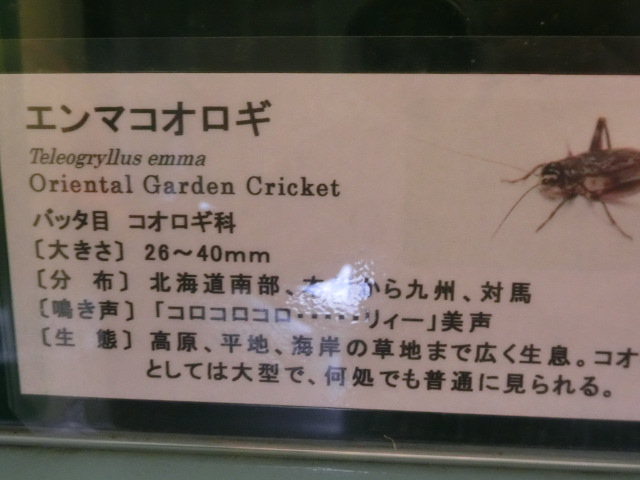 エンマコオロギ
Teleogryllus emma
Oriental Garden Cricket
バッタ目 コオロギ科
〔大きさ〕 26〜40mm
〔分 布〕 北海道南部、から九州、対馬
〔鳴き声〕 「コロコロコロ・・・・・リィー」美声
〔生 態〕 高原、平地、海岸の草地まで広く生息。コオ
としては大型で、何処でも普通に見られる。